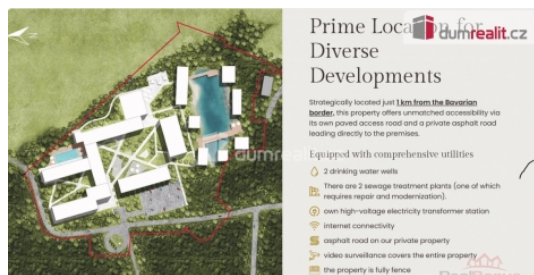 Prime Location for
Diverse
Developments
dumrealit.cz
Strategically located just 1 km from the Bavarian
border, this property offers unmatched accessibility via
its own paved access road and a private asphalt road
leading directly to the premises.
Equipped with comprehensive utilities
2 drinking water wells
There are 2 sewage treatment plants (one of which
requires repair and modernization).
own high-voltage electricity transformer station
internet connectivity
asphalt road on our private property
video surveillance covers the entire property
the property is fully fence